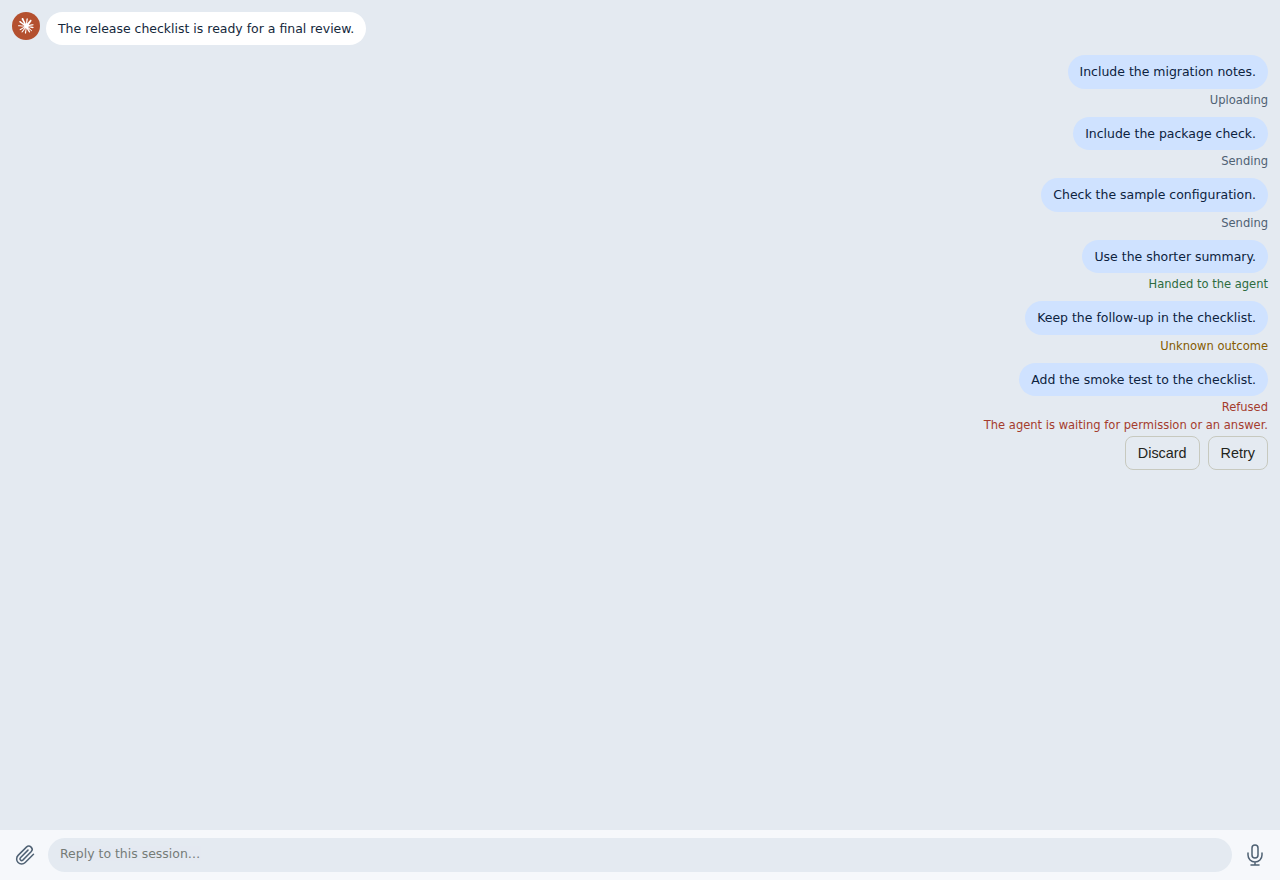 The release checklist is ready for a final review.
Include the migration notes.
Uploading
Include the package check.
Sending
Check the sample configuration.
Sending
Use the shorter summary.
Handed to the agent
Keep the follow-up in the checklist.
Unknown outcome
Add the smoke test to the checklist.
Refused
The agent is waiting for permission or an answer.
Discard Retry
Reply to this session...